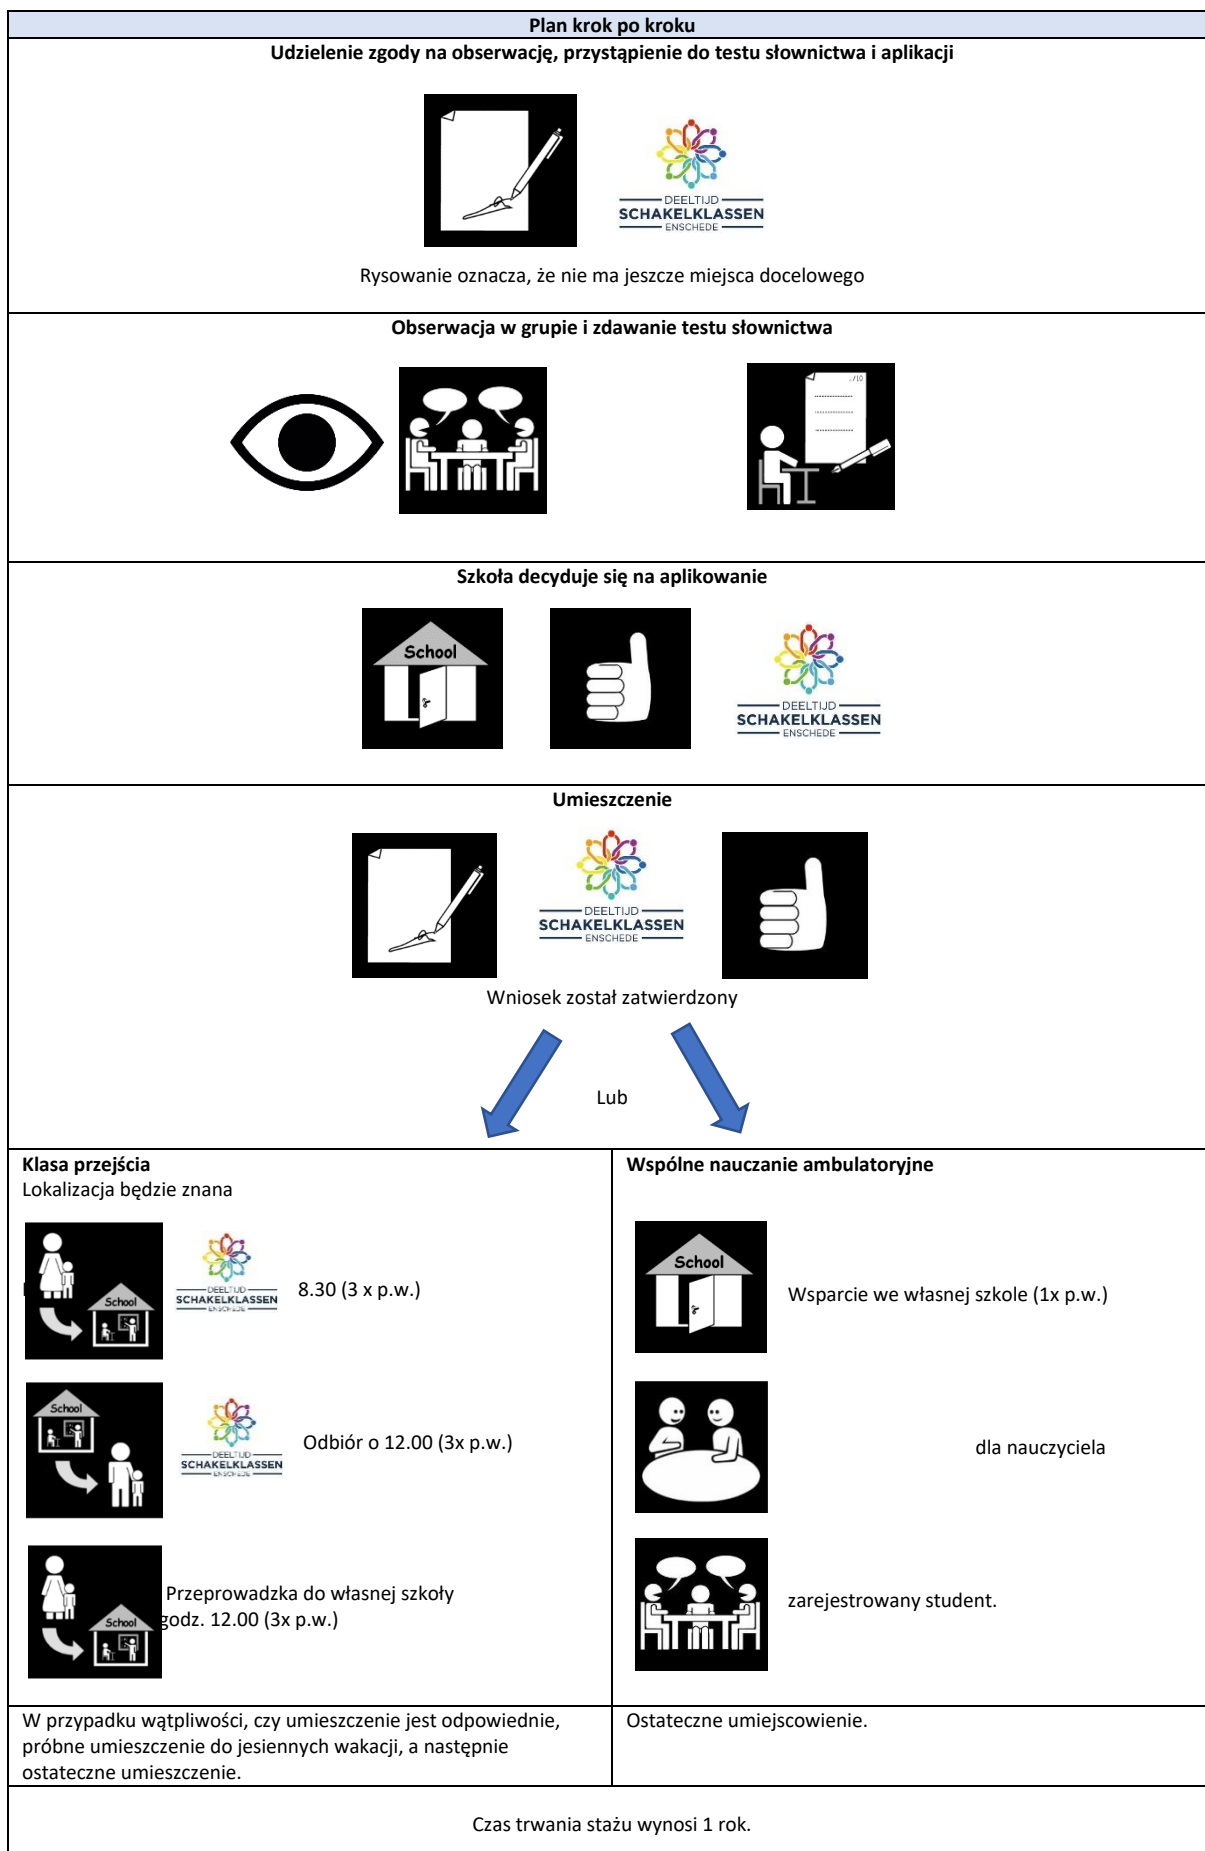 Plan krok po kroku
Udzielenie zgody na obserwację, przystąpienie do testu słownictwa i aplikacji
DEELTIJD
SCHAKELKLASSEN
ENSCHEDE
Rysowanie oznacza, że nie ma jeszcze miejsca docelowego
Obserwacja w grupie i zdawanie testu słownictwa
../10
Szkoła decyduje się na aplikowanie
School
DEELTIJD
SCHAKELKLASSEN
ENSCHEDE
Umieszczenie
DEELTIJD
SCHAKELKLASSEN
ENSCHEDE
Wniosek został zatwierdzony
Lub
Klasa przejścia
Lokalizacja będzie znana
School
DEELTIJD
SCHAKELKLASSEN
ENSCHEDE
8.30 (3 x p.w.)
School
DEELTIJD
SCHAKELKLASSEN
ENSCHEDE
Odbiór o 12.00 (3x p.w.)
School
Przeprowadzka do własnej szkoły
godz. 12.00 (3x p.w.)
Wspólne nauczanie ambulatoryjne
School
Wsparcie we własnej szkole (1x p.w.)
dla nauczyciela
zarejestrowany student.
W przypadku wątpliwości, czy umieszczenie jest odpowiednie,
próbne umieszczenie do jesiennych wakacji, a następnie
ostateczne umieszczenie.
Ostateczne umiejscowienie.
Czas trwania stażu wynosi 1 rok.